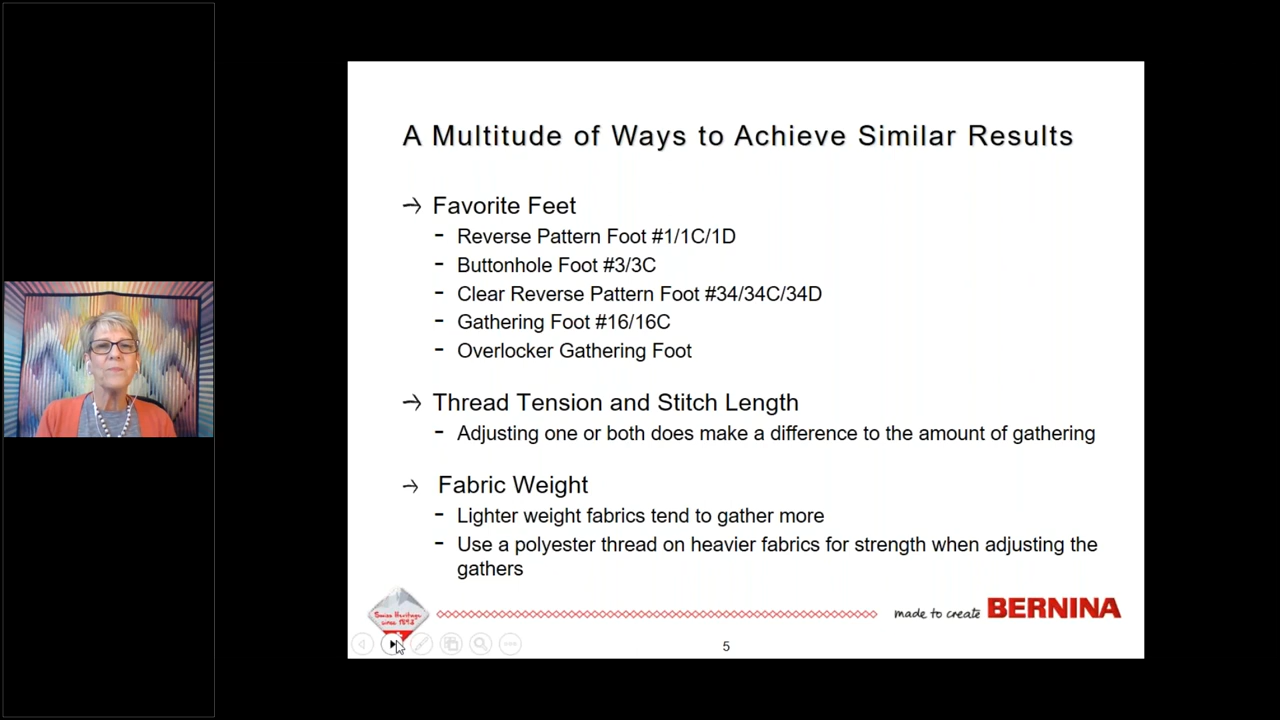 A Multitude of Ways to Achieve Similar Results
→ Favorite Feet
- Reverse Pattern Foot #1/1C/1D
- Buttonhole Foot #3/3C
- Clear Reverse Pattern Foot #34/34C/34D
- Gathering Foot #16/16C
- Overlocker Gathering Foot
→ Thread Tension and Stitch Length
- Adjusting one or both does make a difference to the amount of gathering
→ Fabric Weight
- Lighter weight fabrics tend to gather more
- Use a polyester thread on heavier fabrics for strength when adjusting the
gathers
Swiss Heritage
since 1893
made to create BERNINA
5